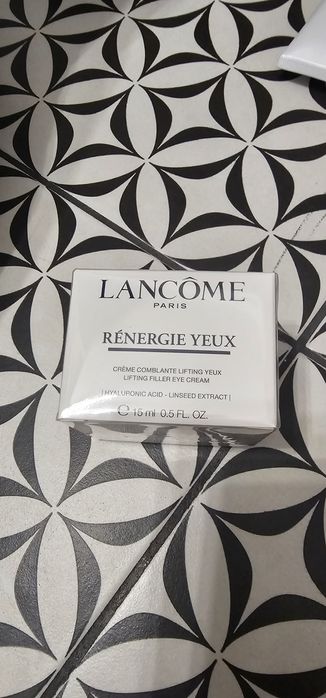 LANCÔME
PARIS
RÉNERGIE YEUX
CRÈME COMBLANTE LIFTING YEUX
LIFTING FILLER EYE CREAM
| HYALURONIC ACID - LINSEED EXTRACT |
℮ 15 ml 0.5 FL. OZ.